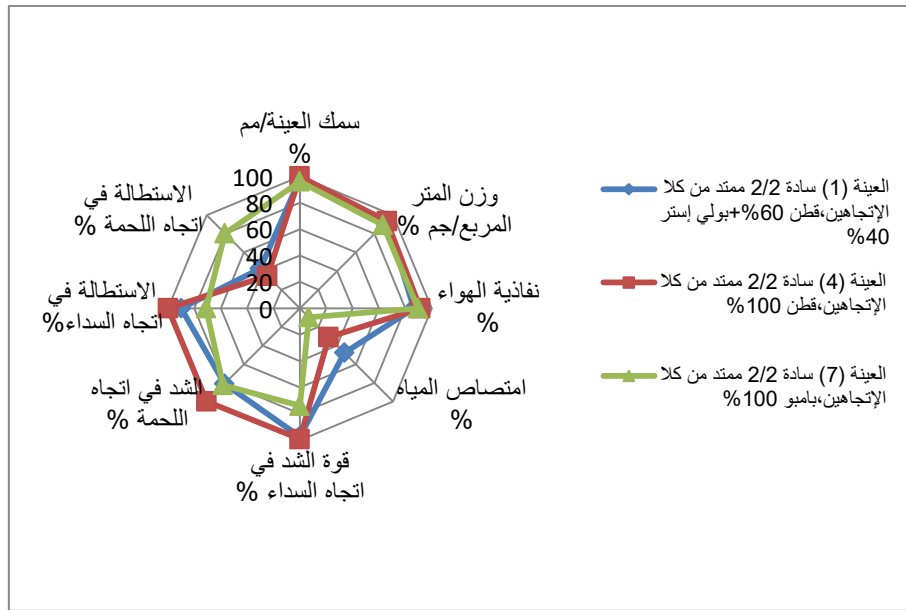 سمك العينة/مم
%
وزن المتر
المربع/جم %
نفاذية الهواء
%
امتصاص المياه
%
قوة الشد في
اتجاه السداء %
الشد في اتجاه
اللحمة %
الاستطالة في
اتجاه السداء%
الاستطالة في
اتجاه اللحمة %
100
80
60
40
20
0
العينة (1) سادة 2/2 ممتد من كلا
الإتجاهين،قطن 60%+بولي إستر
40%
العينة (4) سادة 2/2 ممتد من كلا
الإتجاهين،قطن 100%
العينة (7) سادة 2/2 ممتد من كلا
الإتجاهين،بامبو 100%